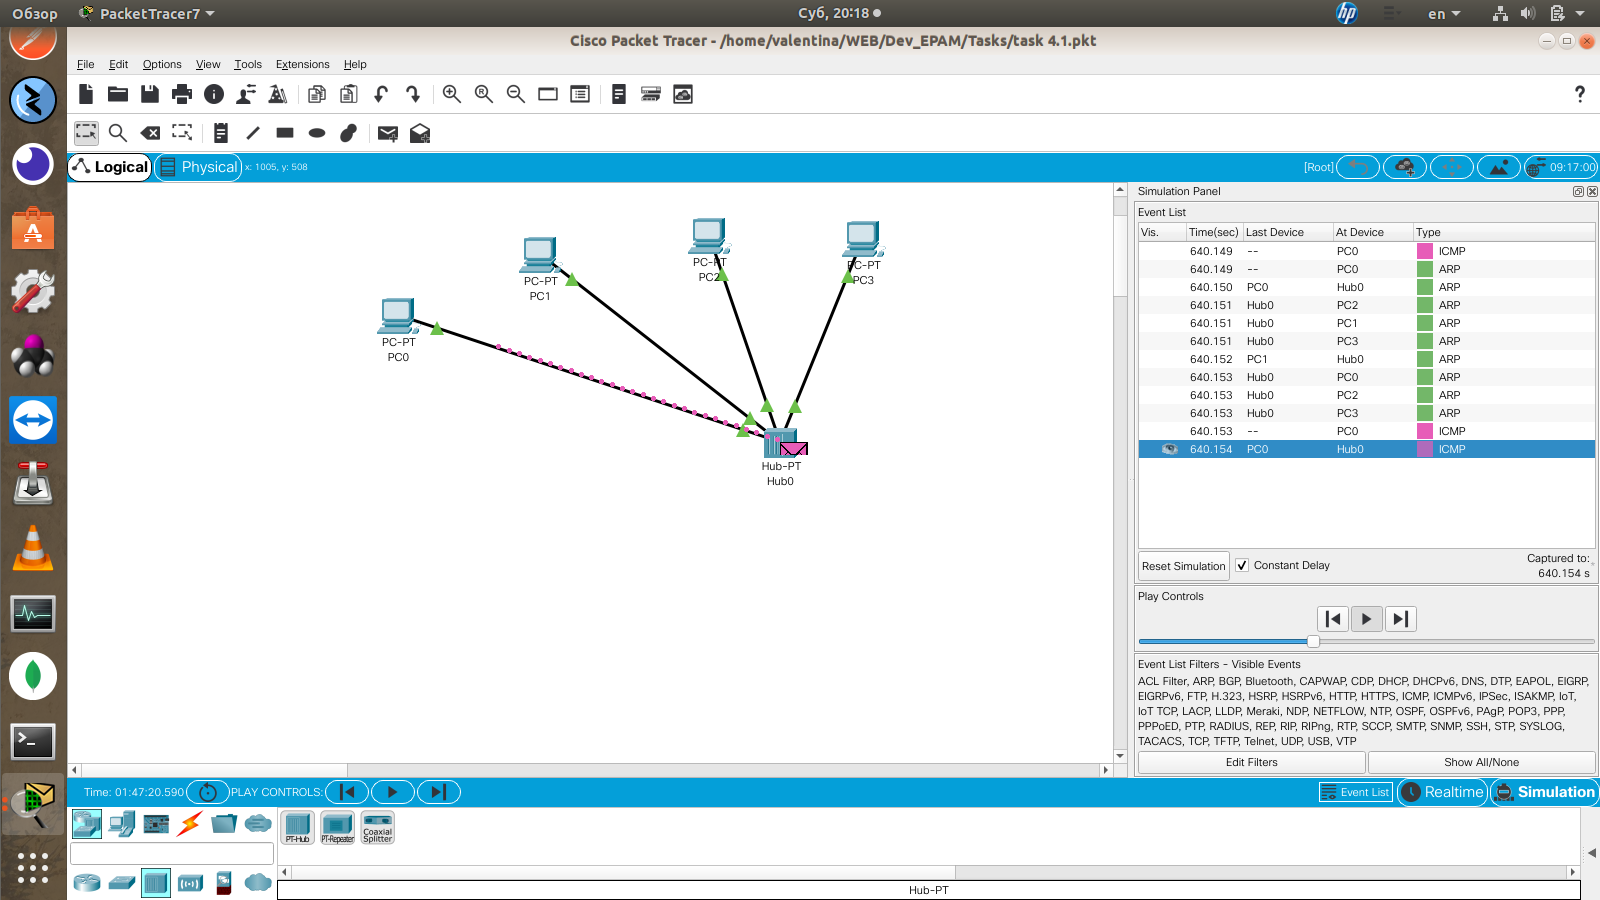 Обзор PacketTracer7 Суб, 20:18 en
Cisco Packet Tracer - /home/valentina/WEB/Dev_EPAM/Tasks/task 4.1.pkt
File Edit Options View Tools Extensions Help
?
Logical Physical x: 1005, y: 508 [Root] 09:17:00
PC-PT
PC0
PC-PT
PC1
PC-PT
PC2
PC-PT
PC3
Hub-PT
Hub0
Simulation Panel
Event List
Vis. Time(sec) Last Device At Device Type
640.149 -- PC0 ICMP
640.149 -- PC0 ARP
640.150 PC0 Hub0 ARP
640.151 Hub0 PC2 ARP
640.151 Hub0 PC1 ARP
640.151 Hub0 PC3 ARP
640.152 PC1 Hub0 ARP
640.153 Hub0 PC0 ARP
640.153 Hub0 PC2 ARP
640.153 Hub0 PC3 ARP
640.153 -- PC0 ICMP
640.154 PC0 Hub0 ICMP
Reset Simulation Constant Delay Captured to:
640.154 s
Play Controls
Event List Filters - Visible Events
ACL Filter, ARP, BGP, Bluetooth, CAPWAP, CDP, DHCP, DHCPv6, DNS, DTP, EAPOL, EIGRP,
EIGRPv6, FTP, H.323, HSRP, HSRPv6, HTTP, HTTPS, ICMP, ICMPv6, IPSec, ISAKMP, IoT,
IoT TCP, LACP, LLDP, Meraki, NDP, NETFLOW, NTP, OSPF, OSPFv6, PAgP, POP3, PPP,
PPPoED, PTP, RADIUS, REP, RIP, RIPng, RTP, SCCP, SMTP, SNMP, SSH, STP, SYSLOG,
TACACS, TCP, TFTP, Telnet, UDP, USB, VTP
Edit Filters Show All/None
Time: 01:47:20.590 PLAY CONTROLS: Event List Realtime Simulation
PT-Hub PT-Repeater Coaxial
Splitter
Hub-PT